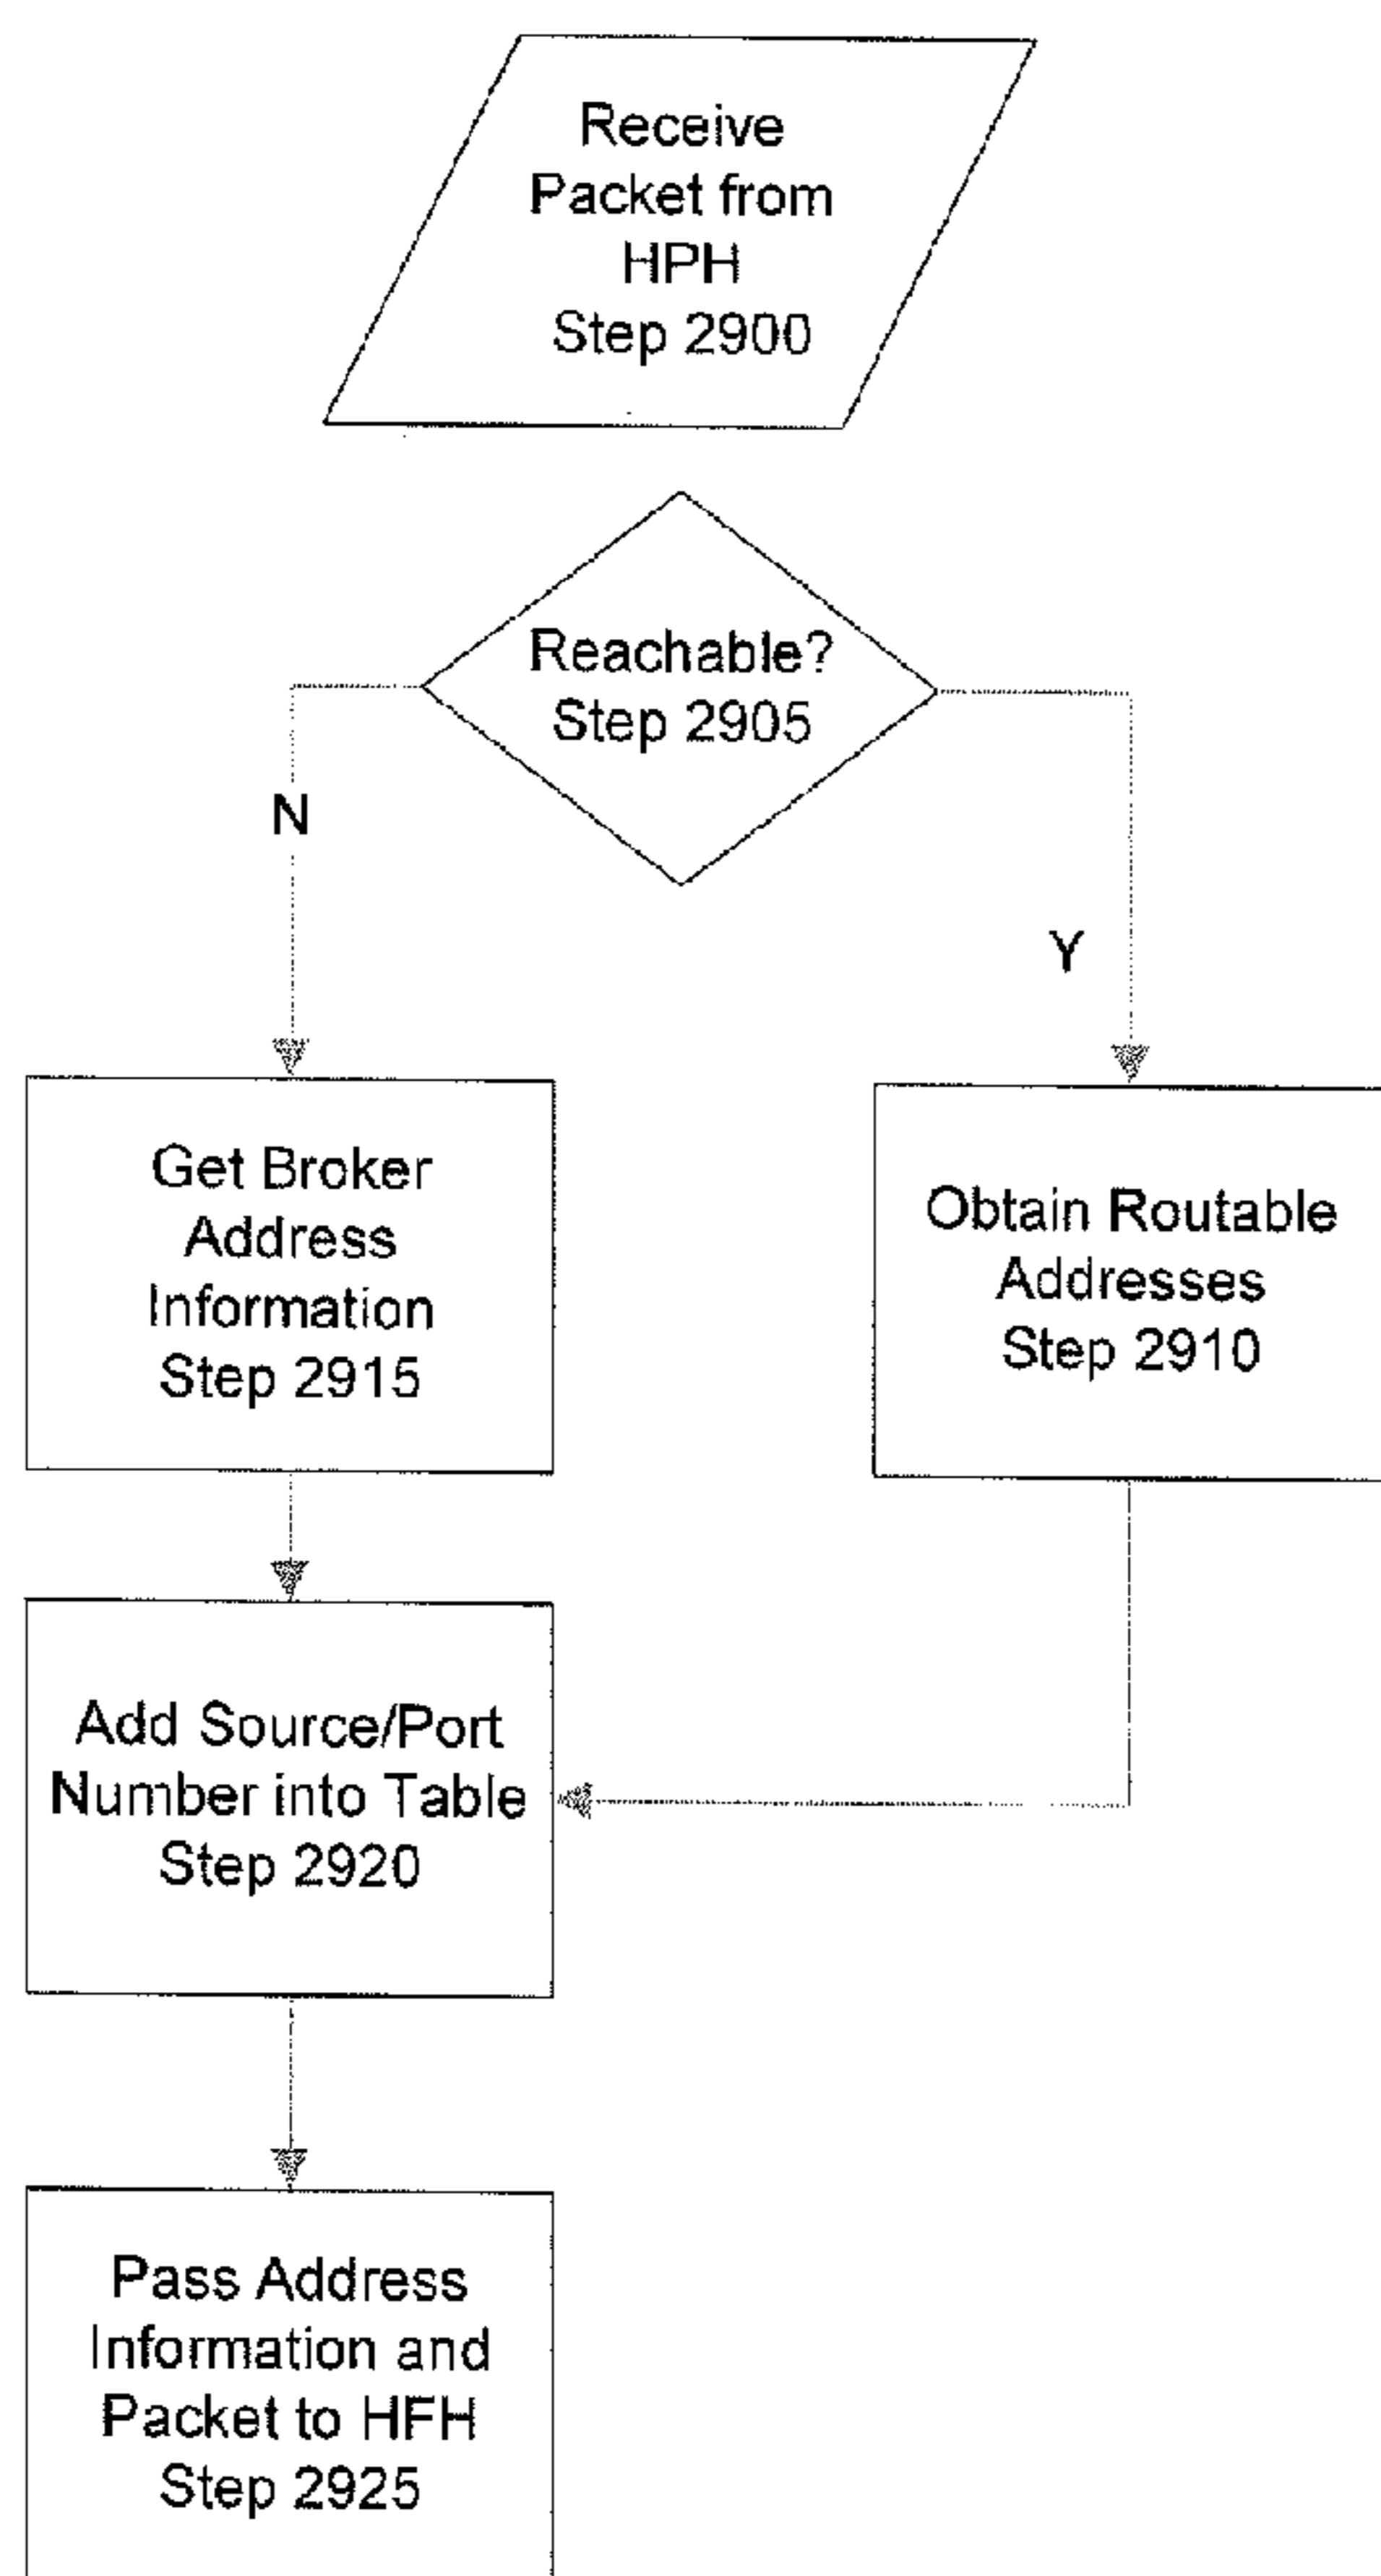 Receive
Packet from
HPH
Step 2900
Reachable?
Step 2905
N
Y
Get Broker
Address
Information
Step 2915
Obtain Routable
Addresses
Step 2910
Add Source/Port
Number into Table
Step 2920
Pass Address
Information and
Packet to HFH
Step 2925